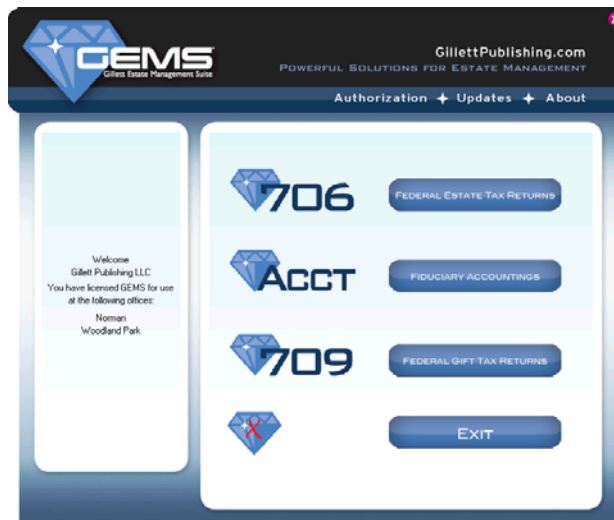 GEMS
Gillett Estate Management Suite
GillettPublishing.com
POWERFUL SOLUTIONS FOR ESTATE MANAGEMENT
Authorization Updates About
Welcome
Gillett Publishing LLC
You have licensed GEMS for use
at the following offices:
Norman
Woodland Park
706
FEDERAL ESTATE TAX RETURNS
ACCT
FIDUCIARY ACCOUNTINGS
709
FEDERAL GIFT TAX RETURNS
X
EXIT